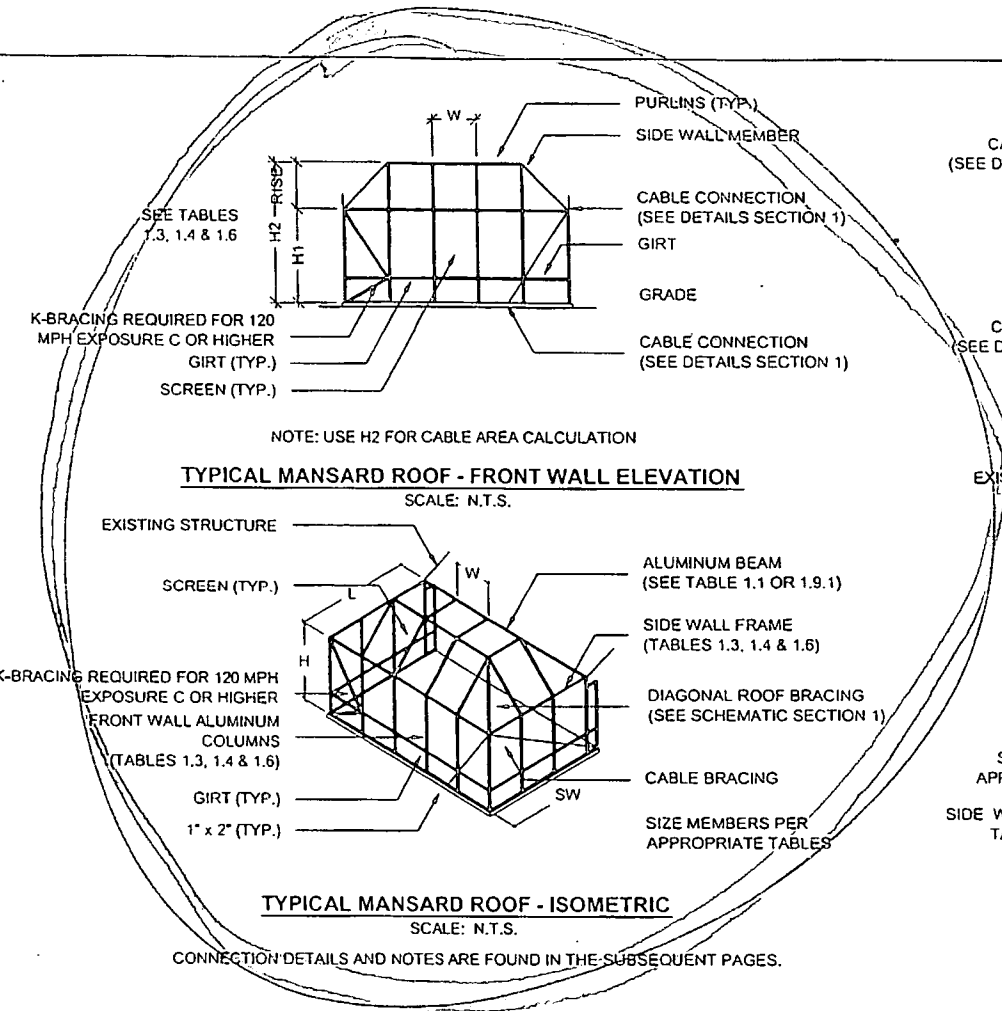 W
PURLINS (TYP.)
SIDE WALL MEMBER
CABLE CONNECTION
(SEE DETAILS SECTION 1)
GIRT
GRADE
CABLE CONNECTION
(SEE DETAILS SECTION 1)
RISE
H2
H1
SEE TABLES
1.3, 1.4 & 1.6
K-BRACING REQUIRED FOR 120
MPH EXPOSURE C OR HIGHER
GIRT (TYP.)
SCREEN (TYP.)
NOTE: USE H2 FOR CABLE AREA CALCULATION
TYPICAL MANSARD ROOF - FRONT WALL ELEVATION
SCALE: N.T.S.
EXISTING STRUCTURE
SCREEN (TYP.)
L
W
H
K-BRACING REQUIRED FOR 120 MPH
EXPOSURE C OR HIGHER
FRONT WALL ALUMINUM
COLUMNS
(TABLES 1.3, 1.4 & 1.6)
GIRT (TYP.)
1" x 2" (TYP.)
ALUMINUM BEAM
(SEE TABLE 1.1 OR 1.9.1)
SIDE WALL FRAME
(TABLES 1.3, 1.4 & 1.6)
DIAGONAL ROOF BRACING
(SEE SCHEMATIC SECTION 1)
CABLE BRACING
SW
SIZE MEMBERS PER
APPROPRIATE TABLES
TYPICAL MANSARD ROOF - ISOMETRIC
SCALE: N.T.S.
CONNECTION DETAILS AND NOTES ARE FOUND IN THE SUBSEQUENT PAGES.
(SEE D
(SEE D
SIDE W